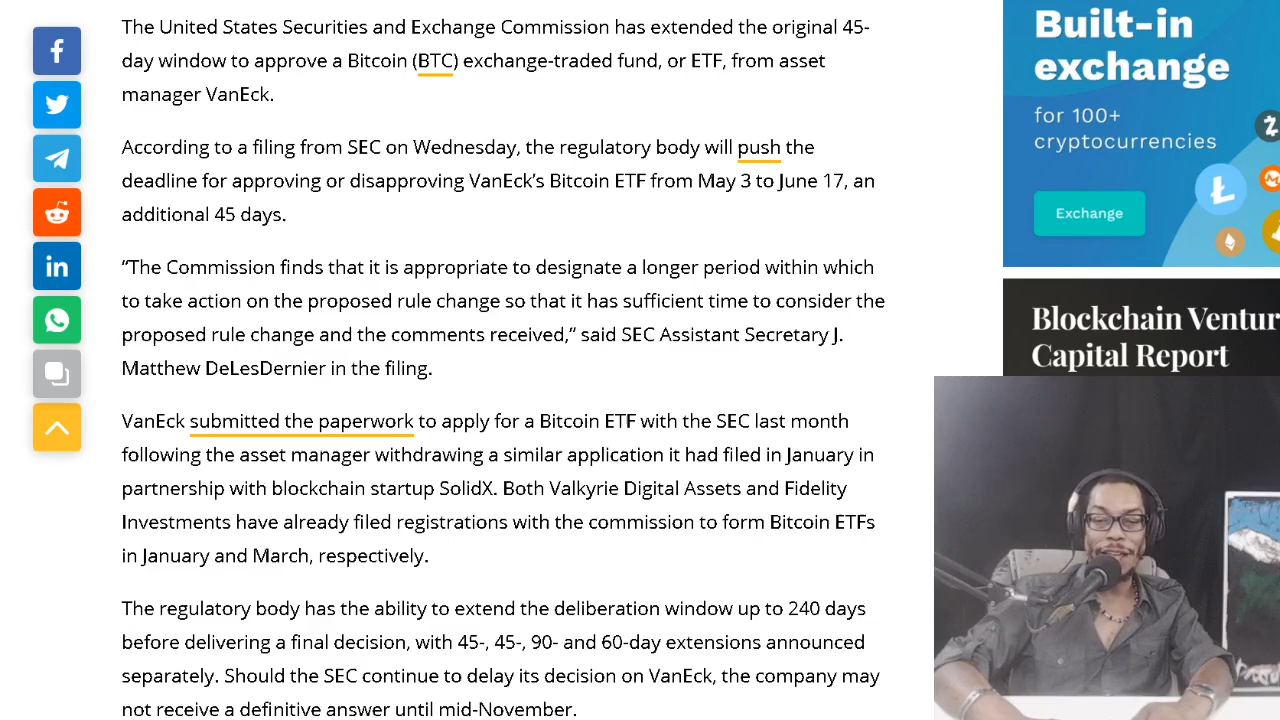 The United States Securities and Exchange Commission has extended the original 45-
day window to approve a Bitcoin (BTC) exchange-traded fund, or ETF, from asset
manager VanEck.
According to a filing from SEC on Wednesday, the regulatory body will push the
deadline for approving or disapproving VanEck’s Bitcoin ETF from May 3 to June 17, an
additional 45 days.
“The Commission finds that it is appropriate to designate a longer period within which
to take action on the proposed rule change so that it has sufficient time to consider the
proposed rule change and the comments received,” said SEC Assistant Secretary J.
Matthew DeLesDernier in the filing.
VanEck submitted the paperwork to apply for a Bitcoin ETF with the SEC last month
following the asset manager withdrawing a similar application it had filed in January in
partnership with blockchain startup SolidX. Both Valkyrie Digital Assets and Fidelity
Investments have already filed registrations with the commission to form Bitcoin ETFs
in January and March, respectively.
The regulatory body has the ability to extend the deliberation window up to 240 days
before delivering a final decision, with 45-, 45-, 90- and 60-day extensions announced
separately. Should the SEC continue to delay its decision on VanEck, the company may
not receive a definitive answer until mid-November.
Built-in
exchange
for 100+
cryptocurrencies
Exchange
Blockchain Ventur
Capital Report